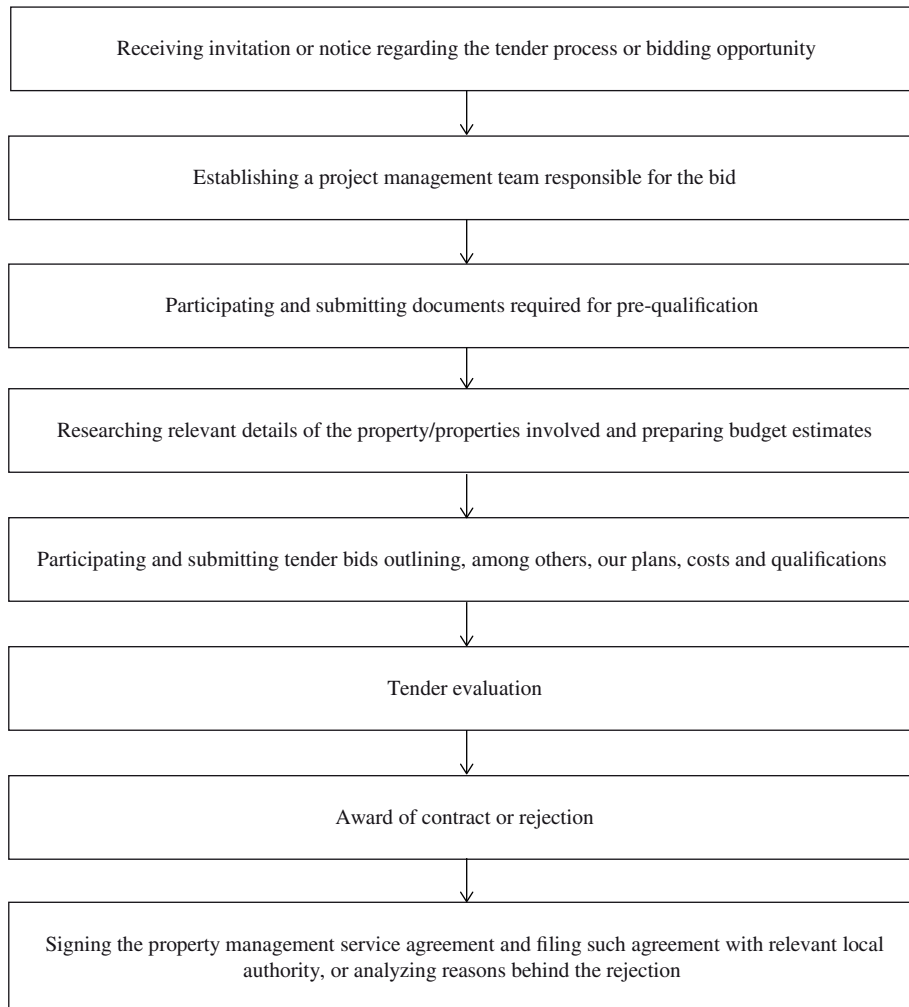 Receiving invitation or notice regarding the tender process or bidding opportunity
Establishing a project management team responsible for the bid
Participating and submitting documents required for pre-qualification
Researching relevant details of the property/properties involved and preparing budget estimates
Participating and submitting tender bids outlining, among others, our plans, costs and qualifications
Tender evaluation
Award of contract or rejection
Signing the property management service agreement and filing such agreement with relevant local
authority, or analyzing reasons behind the rejection